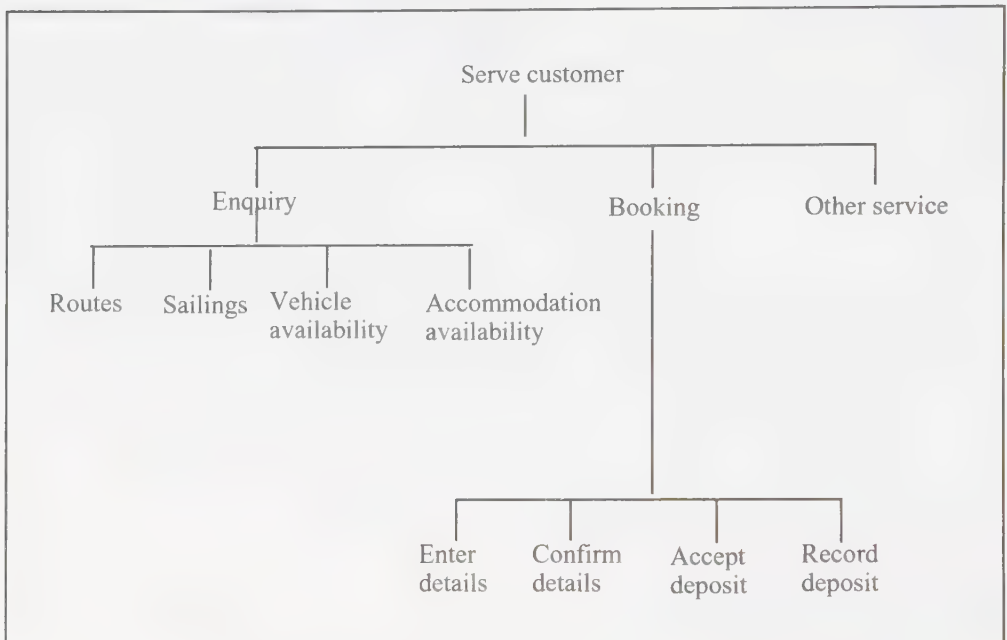 Serve customer
Enquiry
Booking
Other service
Routes
Sailings
Vehicle
availability
Accommodation
availability
Enter
details
Confirm
details
Accept
deposit
Record
deposit